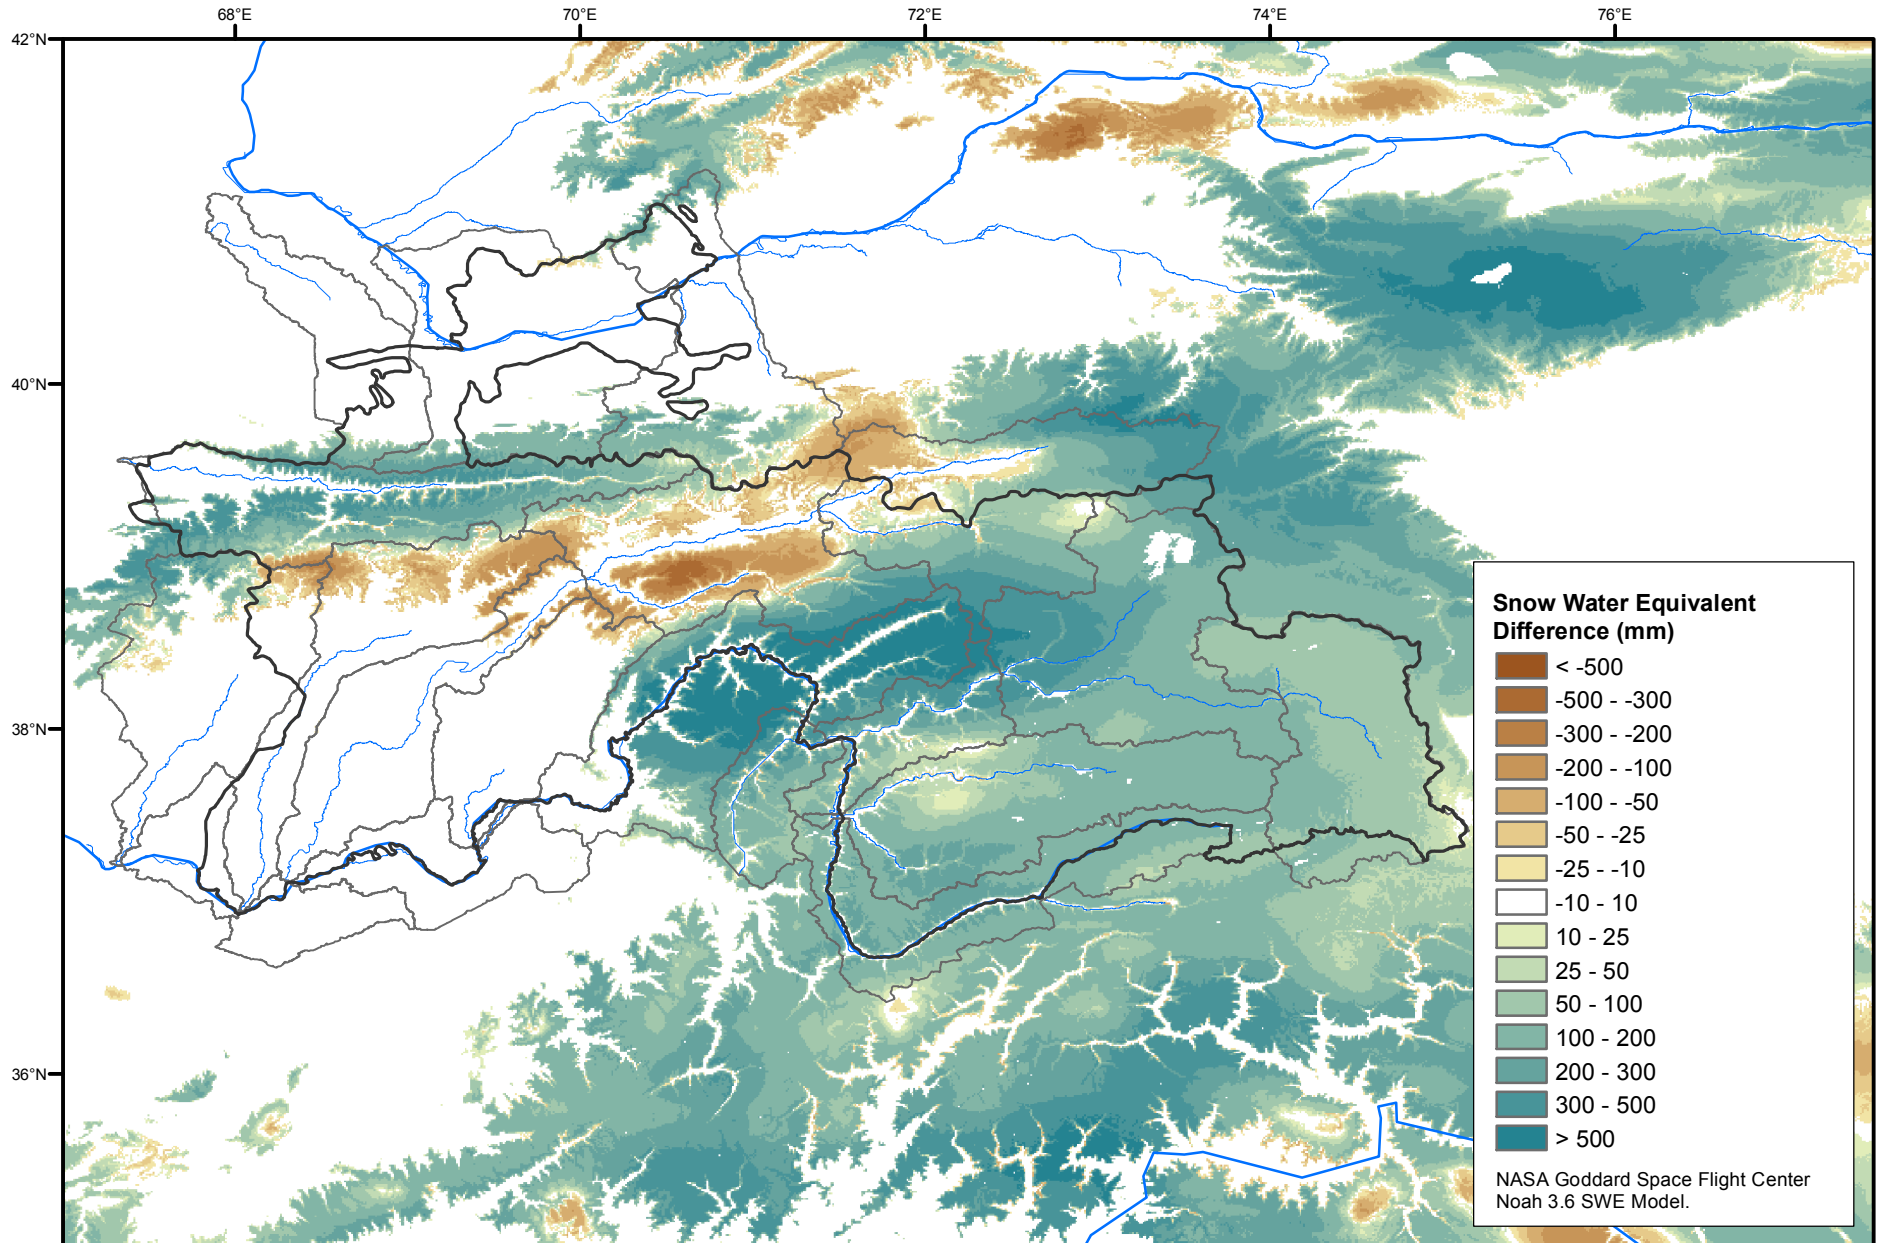 68°E 70°E 72°E 74°E 76°E
42°N
40°N
38°N
36°N
Snow Water Equivalent
Difference (mm)
< -500
-500 - -300
-300 - -200
-200 - -100
-100 - -50
-50 - -25
-25 - -10
-10 - 10
10 - 25
25 - 50
50 - 100
100 - 200
200 - 300
300 - 500
> 500
NASA Goddard Space Flight Center
Noah 3.6 SWE Model.